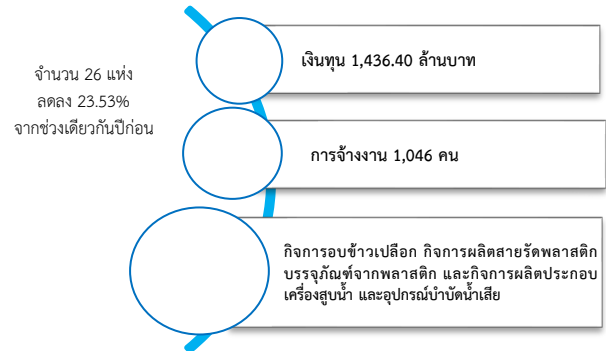 จำนวน 26 แห่ง
ลดลง 23.53%
จากช่วงเดียวกันปีก่อน
เงินทุน 1,436.40 ล้านบาท
การจ้างงาน 1,046 คน
กิจการอบข้าวเปลือก กิจการผลิตสายรัดพลาสติก
บรรจุภัณฑ์จากพลาสติก และกิจการผลิตประกอบ
เครื่องสูบน้ำ และอุปกรณ์บำบัดน้ำเสีย